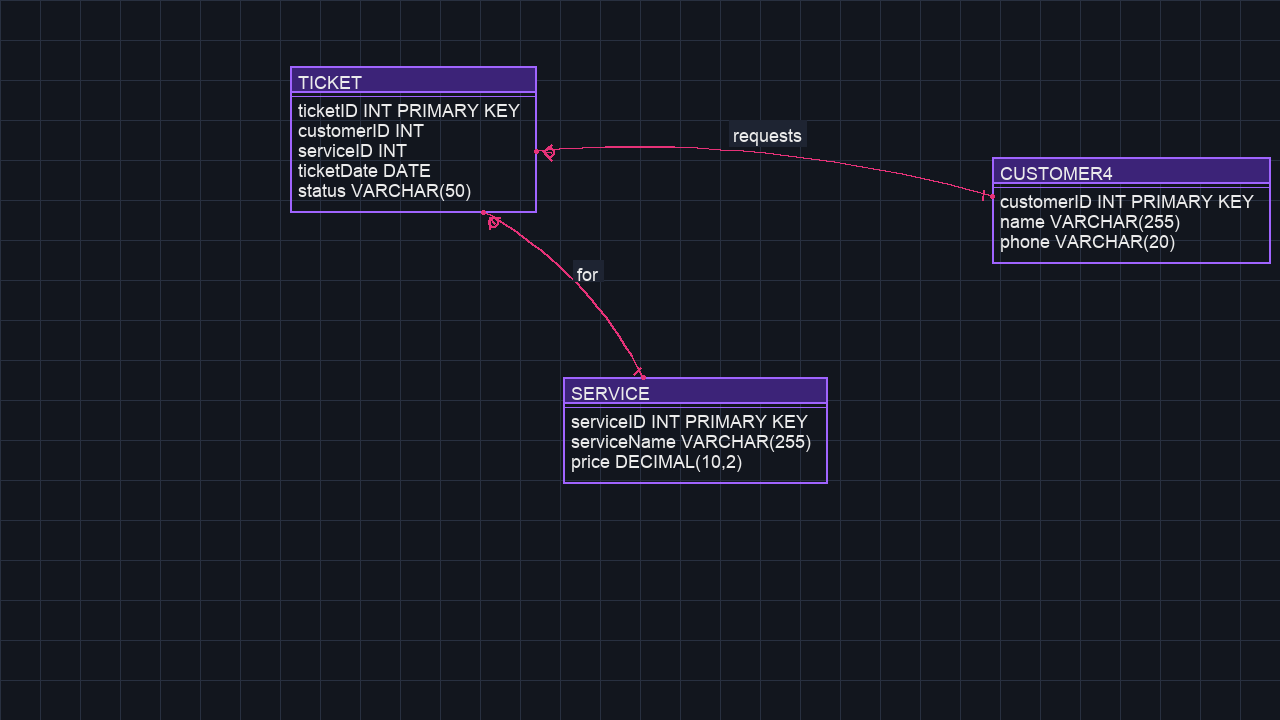 TICKET
ticketID INT PRIMARY KEY
customerID INT
serviceID INT
ticketDate DATE
status VARCHAR(50)
requests
CUSTOMER4
customerID INT PRIMARY KEY
name VARCHAR(255)
phone VARCHAR(20)
for
SERVICE
serviceID INT PRIMARY KEY
serviceName VARCHAR(255)
price DECIMAL(10,2)